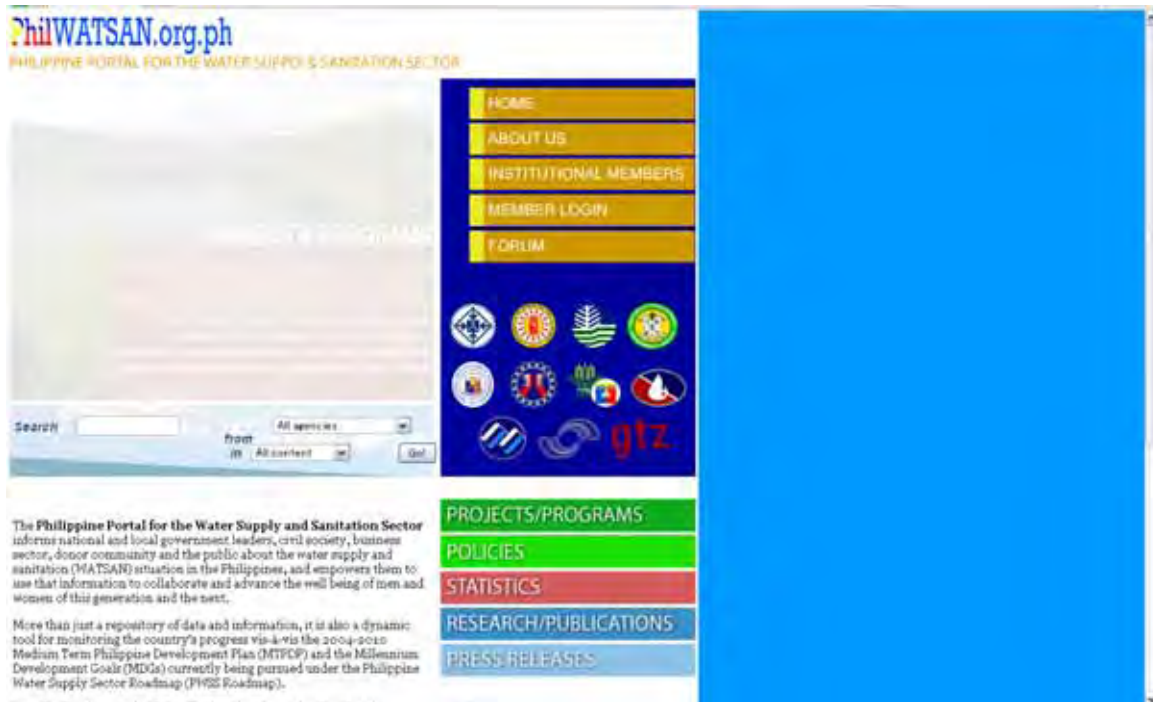 PhilWATSAN.org.ph
PHILIPPINE PORTAL FOR THE WATER SUPPLY & SANITATION SECTOR
HOME
ABOUT US
INSTITUTIONAL MEMBERS
MEMBER LOGIN
FORUM
gtz
Search
All agencies
from
in All content
Go!
The Philippine Portal for the Water Supply and Sanitation Sector
informs national and local government leaders, civil society, business
sector, donor community and the public about the water supply and
sanitation (WATSAN) situation in the Philippines, and empowers them to
use that information to collaborate and advance the well being of men and
women of this generation and the next.
More than just a repository of data and information, it is also a dynamic
tool for monitoring the country's progress vis-à-vis the 2004-2010
Medium Term Philippine Development Plan (MTPDP) and the Millennium
Development Goals (MDGs) currently being pursued under the Philippine
Water Supply Sector Roadmap (PWSS Roadmap).
PROJECTS/PROGRAMS
POLICIES
STATISTICS
RESEARCH/PUBLICATIONS
PRESS RELEASES